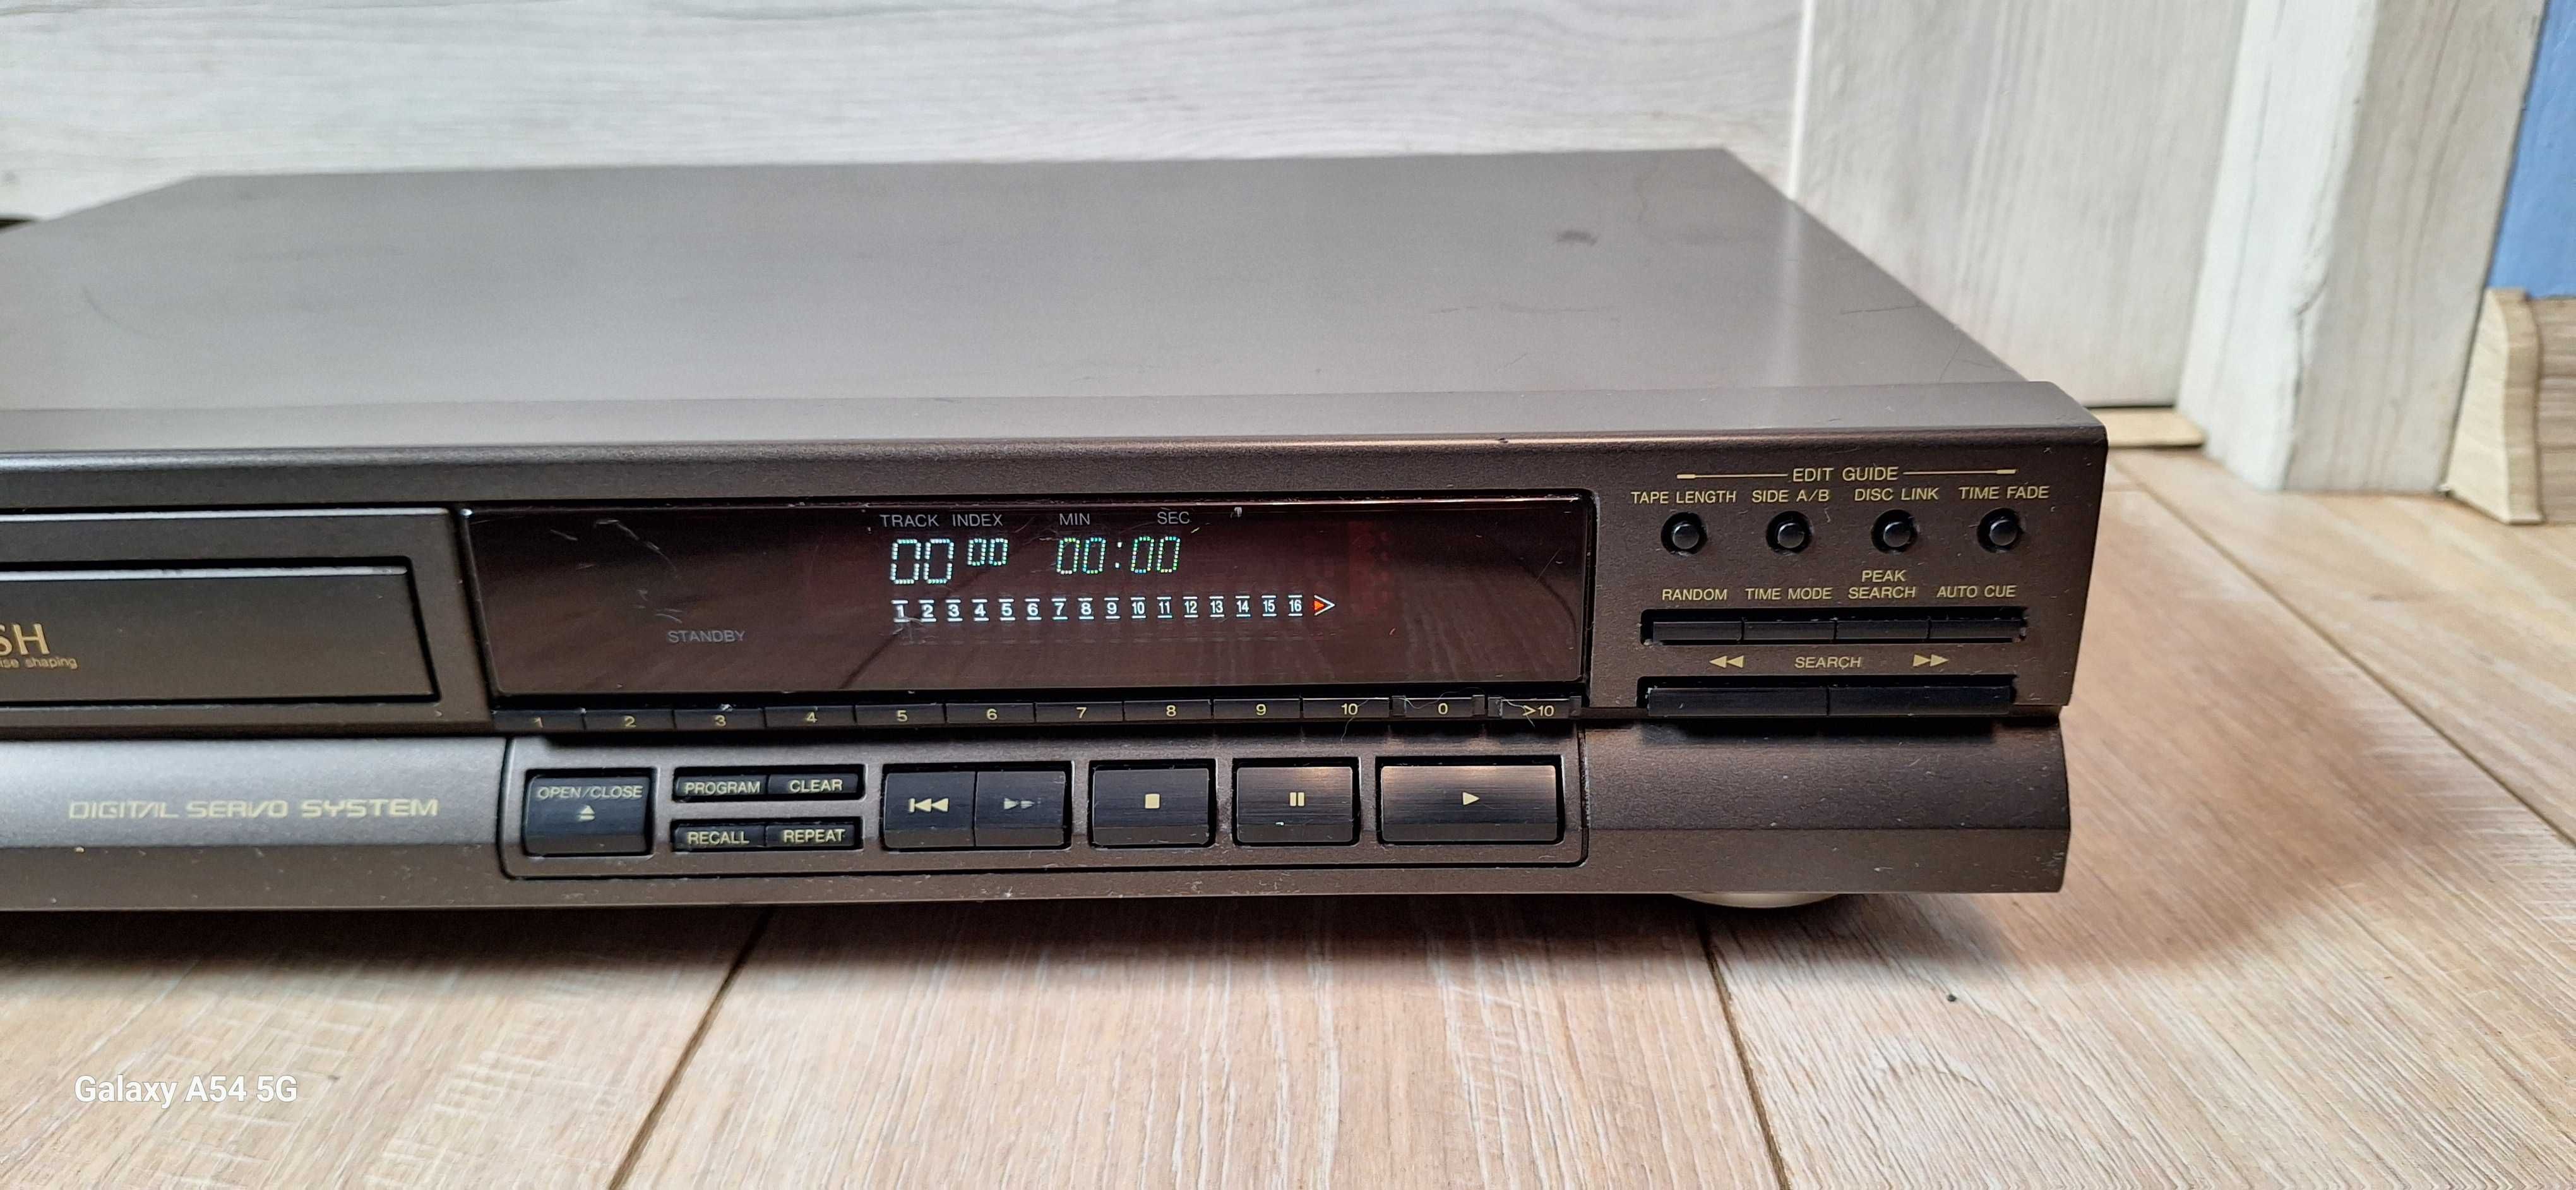 EDIT GUIDE
TAPE LENGTH SIDE A/B DISC LINK TIME FADE
TRACK INDEX MIN SEC
00 00 00:00
1 2 3 4 5 6 7 8 9 10 11 12 13 14 15 16
STANDBY
RANDOM TIME MODE PEAK SEARCH AUTO CUE
◀◀ SEARCH ▶▶
SH
shaping
1 2 3 4 5 6 7 8 9 10 0 >10
DIGITAL SERVO SYSTEM
OPEN/CLOSE
PROGRAM CLEAR
RECALL REPEAT
Galaxy A54 5G